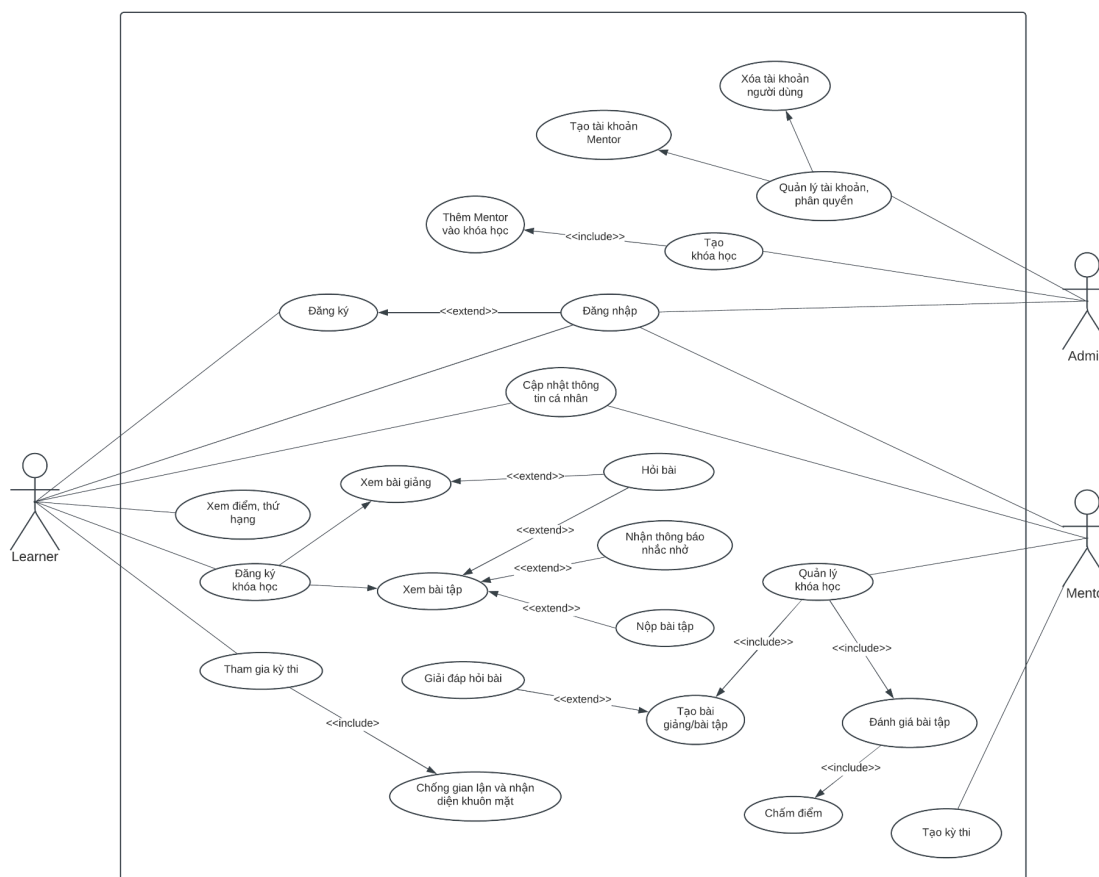 Xóa tài khoản
người dùng
Tạo tài khoản
Mentor
Quản lý tài khoản,
phân quyền
Thêm Mentor
vào khóa học
<<include>>
Tạo
khóa học
Đăng ký
<<extend>>
Đăng nhập
Admi
Cập nhật thông
tin cá nhân
Xem bài giảng
<<extend>>
Hỏi bài
Xem điểm, thứ
hạng
<<extend>>
Learner
Nhận thông báo
nhắc nhở
Đăng ký
khóa học
<<extend>>
Xem bài tập
Quản lý
khóa học
Mento
<<extend>>
Nộp bài tập
<<include>>
<<include>>
Tham gia kỳ thi
Giải đáp hỏi bài
<<extend>>
Tạo bài
giảng/bài tập
Đánh giá bài tập
<<include>
<<include>>
Chống gian lận và nhận
diện khuôn mặt
Chấm điểm
Tạo kỳ thi